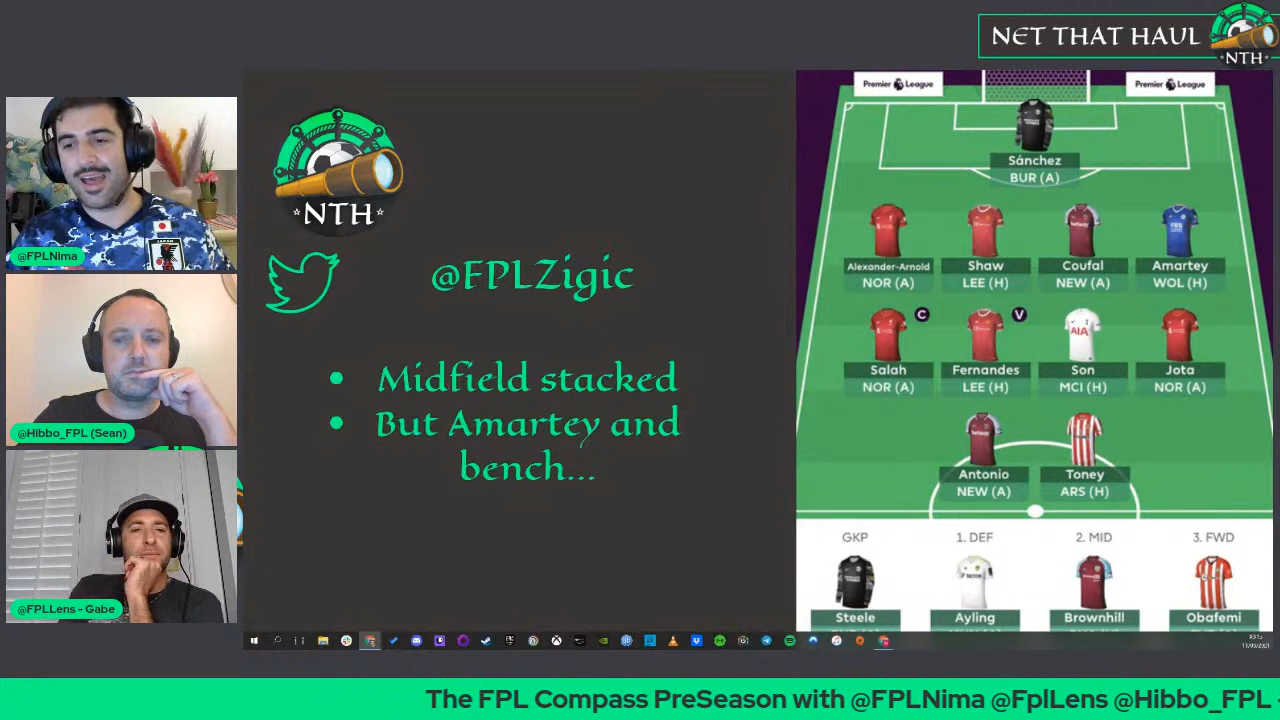 NET THAT HAUL
NTH
@FPLNima
@Hibbo_FPL (Sean)
@FPLLens - Gabe
NTH
@FPLZigic
• Midfield stacked
• But Amartey and
bench...
Premier League
Premier League
Sánchez
BUR (A)
Alexander-Arnold
NOR (A)
Shaw
LEE (H)
Coufal
NEW (A)
Amartey
WOL (H)
C
Salah
NOR (A)
V
Fernandes
LEE (H)
AIA
Son
MCI (H)
Jota
NOR (A)
Antonio
NEW (A)
Toney
ARS (H)
GKP
1. DEF
2. MID
3. FWD
Steele
Ayling
Brownhill
Obafemi
The FPL Compass PreSeason with @FPLNima @FplLens @Hibbo_FPL